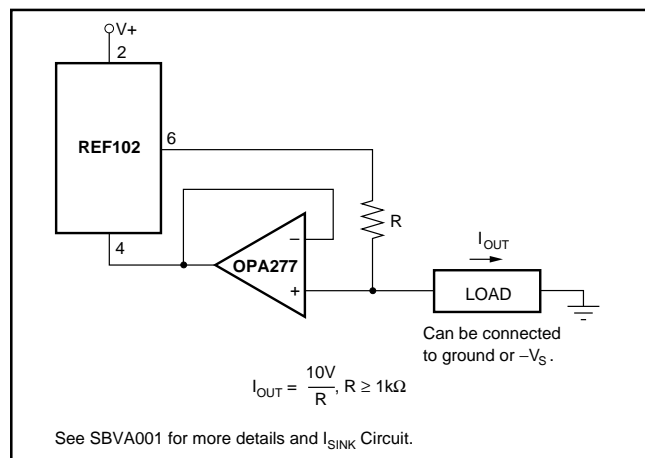 V+
2
REF102
6
4
OPA277
−
+
R
I_OUT
LOAD
Can be connected
to ground or −V_S.
I_OUT = 10V/R, R ≥ 1kΩ
See SBVA001 for more details and I_SINK Circuit.